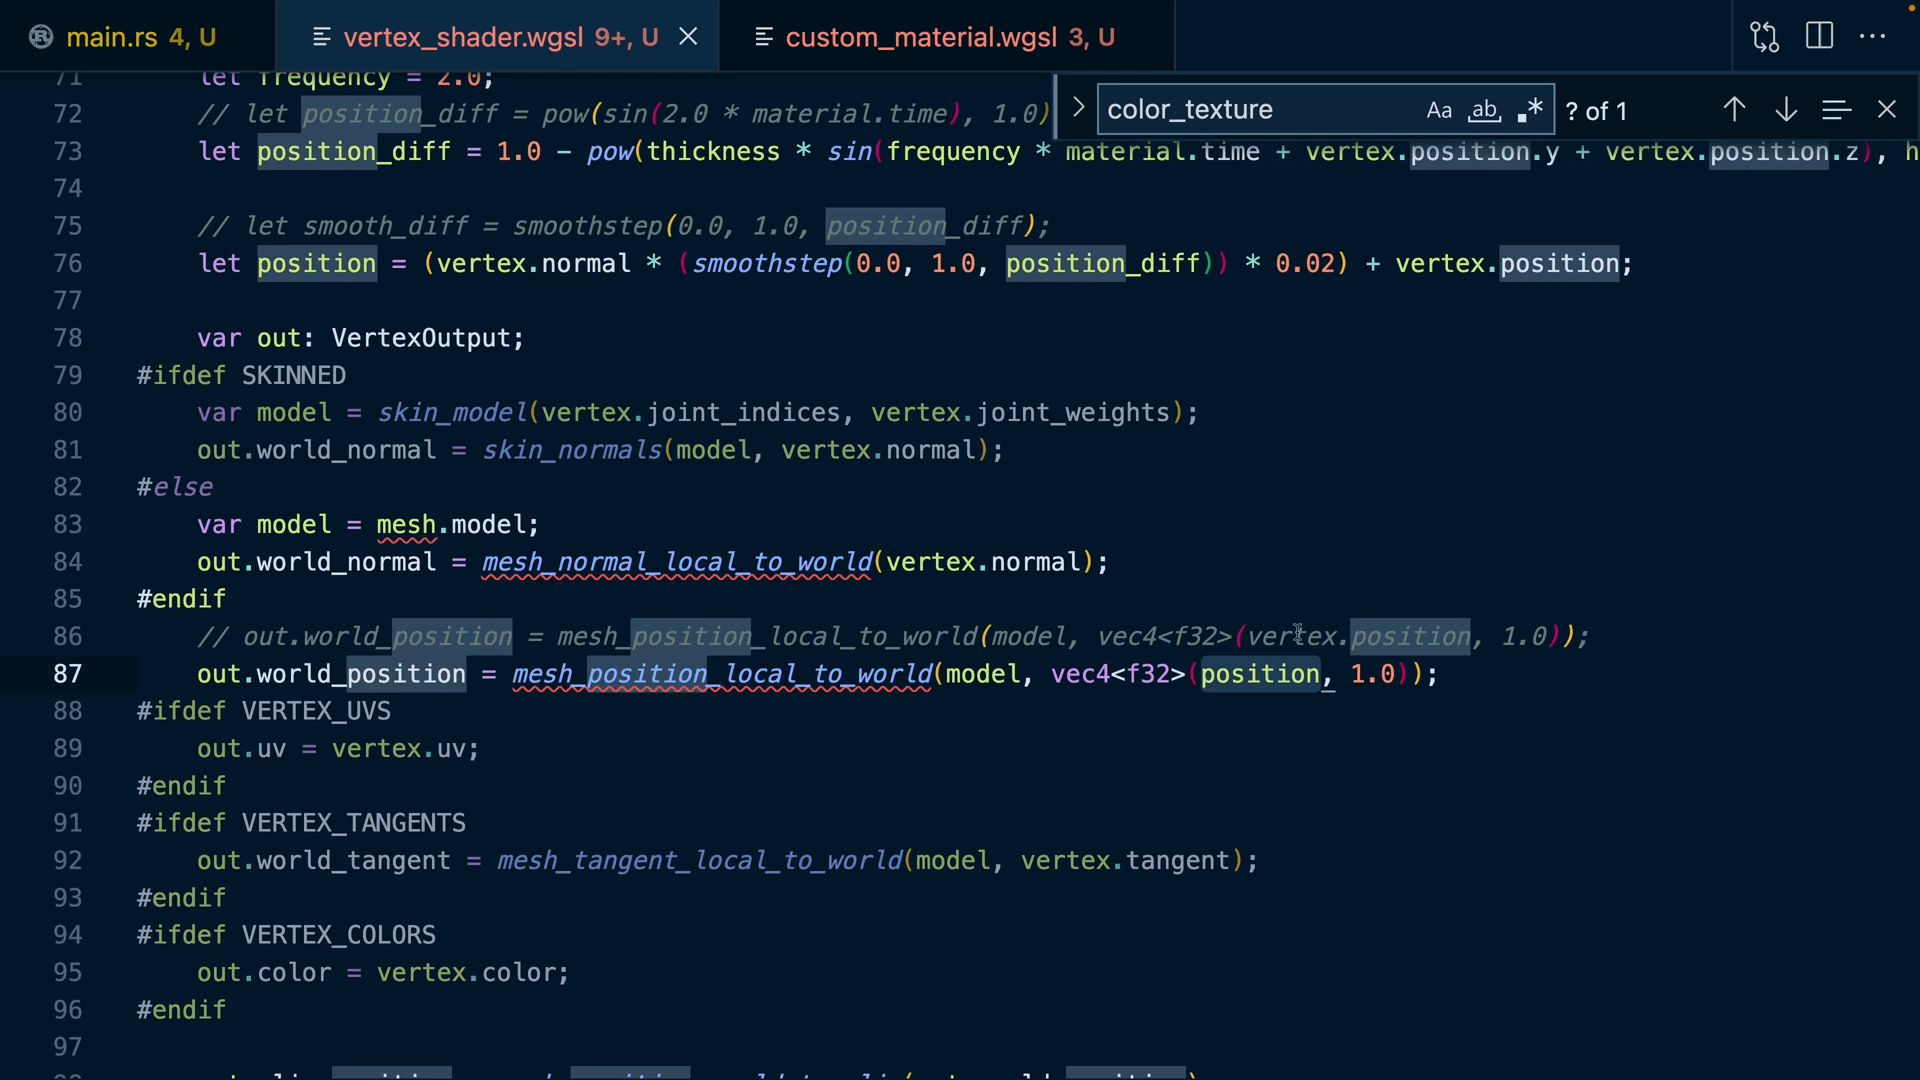 main.rs 4, U
vertex_shader.wgsl 9+, U
custom_material.wgsl 3, U
color_texture
Aa ab .* ? of 1
71 let frequency = 2.0;
72 // let position_diff = pow(sin(2.0 * material.time), 1.0)
73 let position_diff = 1.0 - pow(thickness * sin(frequency * material.time + vertex.position.y + vertex.position.z), h
74
75 // let smooth_diff = smoothstep(0.0, 1.0, position_diff);
76 let position = (vertex.normal * (smoothstep(0.0, 1.0, position_diff)) * 0.02) + vertex.position;
77
78 var out: VertexOutput;
79 #ifdef SKINNED
80 var model = skin_model(vertex.joint_indices, vertex.joint_weights);
81 out.world_normal = skin_normals(model, vertex.normal);
82 #else
83 var model = mesh.model;
84 out.world_normal = mesh_normal_local_to_world(vertex.normal);
85 #endif
86 // out.world_position = mesh_position_local_to_world(model, vec4<f32>(vertex.position, 1.0));
87 out.world_position = mesh_position_local_to_world(model, vec4<f32>(position, 1.0));
88 #ifdef VERTEX_UVS
89 out.uv = vertex.uv;
90 #endif
91 #ifdef VERTEX_TANGENTS
92 out.world_tangent = mesh_tangent_local_to_world(model, vertex.tangent);
93 #endif
94 #ifdef VERTEX_COLORS
95 out.color = vertex.color;
96 #endif
97